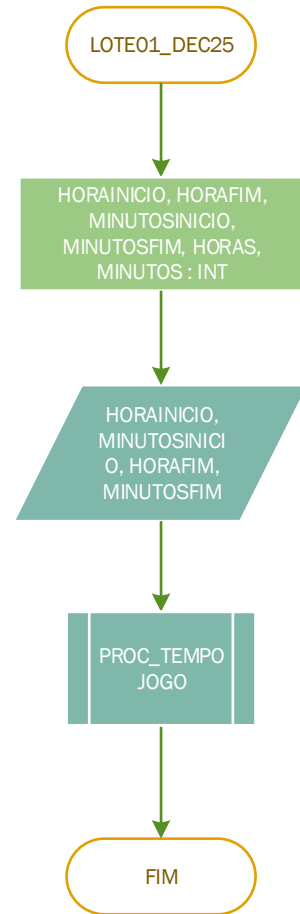 LOTE01_DEC25
HORAINICIO, HORAFIM,
MINUTOSINICIO,
MINUTOSFIM, HORAS,
MINUTOS : INT
HORAINICIO,
MINUTOSINICI
O, HORAFIM,
MINUTOSFIM
PROC_TEMPO
JOGO
FIM